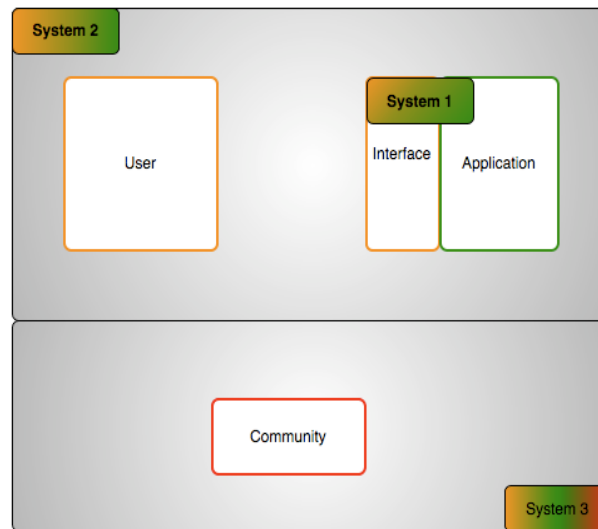 System 2
System 1
User
Interface
Application
Community
System 3